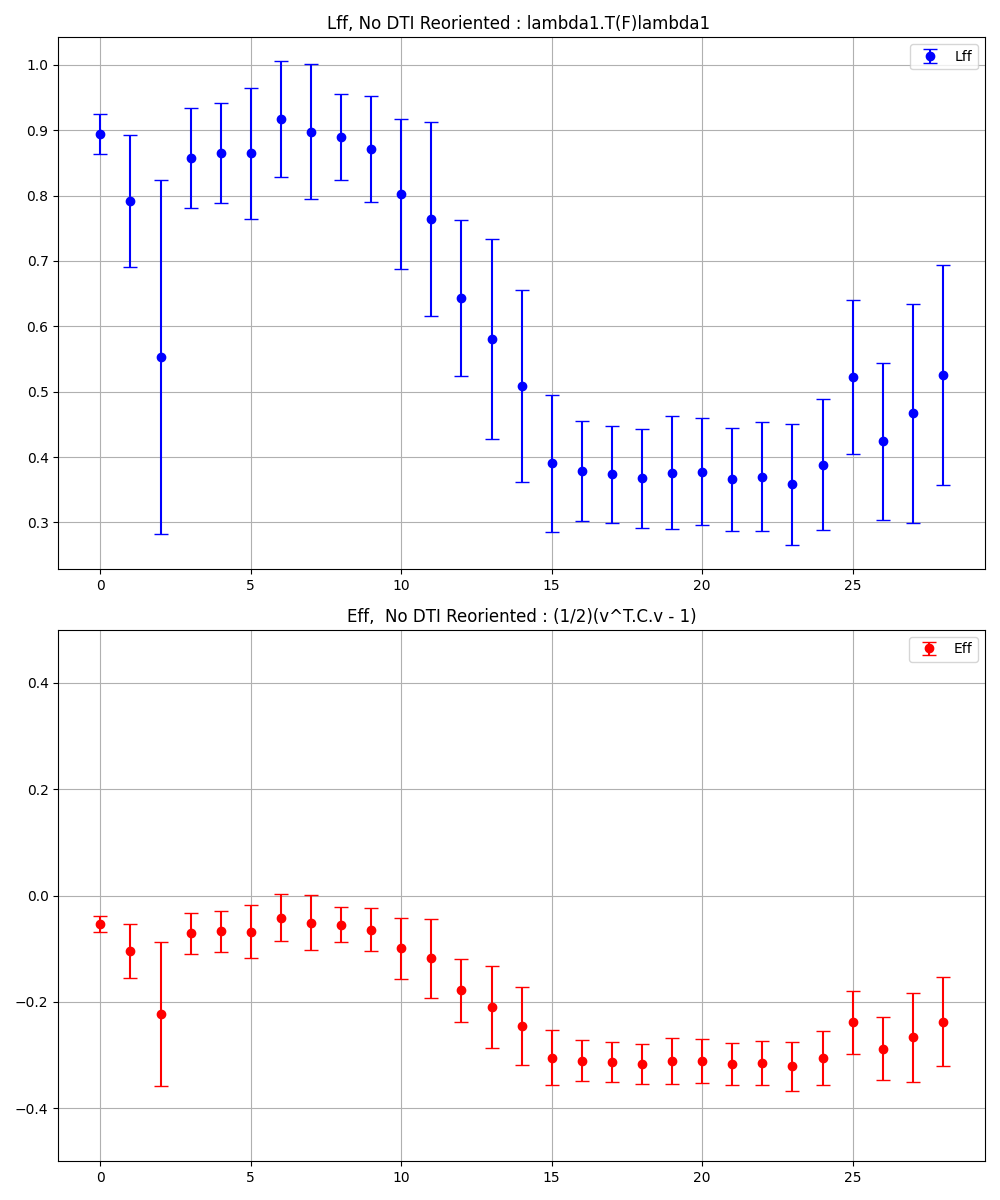 Lff, No DTI Reoriented : lambda1.T(F)lambda1
Lff
1.0
0.9
0.8
0.7
0.6
0.5
0.4
0.3
0 5 10 15 20 25
Eff,  No DTI Reoriented : (1/2)(v^T.C.v - 1)
Eff
0.4
0.2
0.0
−0.2
−0.4
0 5 10 15 20 25